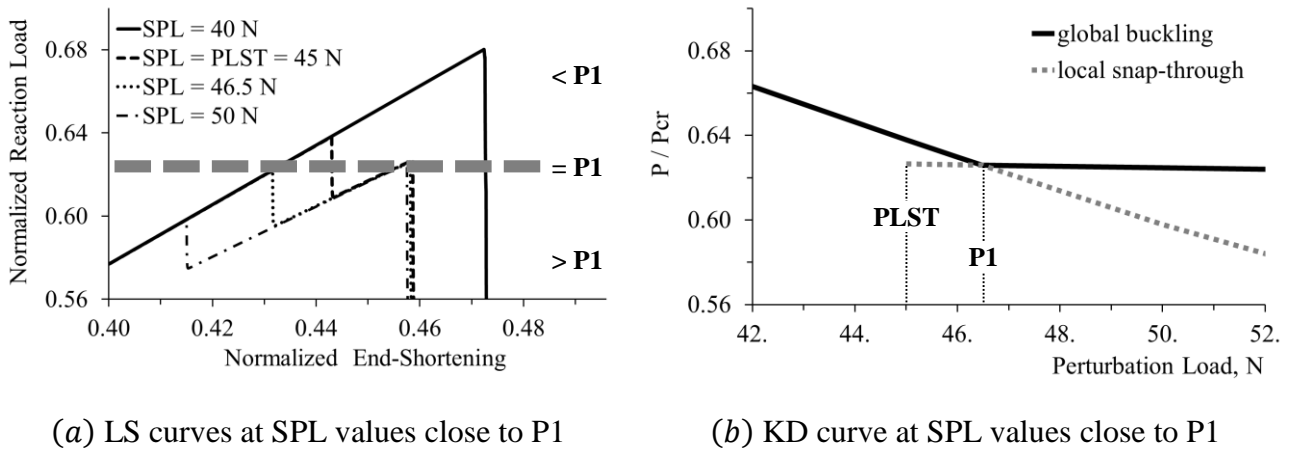 SPL = 40 N
SPL = PLST = 45 N
SPL = 46.5 N
SPL = 50 N
Normalized Reaction Load
0.68
0.64
0.60
0.56
< P1
= P1
> P1
0.40 0.42 0.44 0.46 0.48
Normalized End-Shortening
(a) LS curves at SPL values close to P1
global buckling
local snap-through
P / Pcr
0.68
0.64
0.60
0.56
PLST
P1
42. 44. 46. 48. 50. 52.
Perturbation Load, N
(b) KD curve at SPL values close to P1